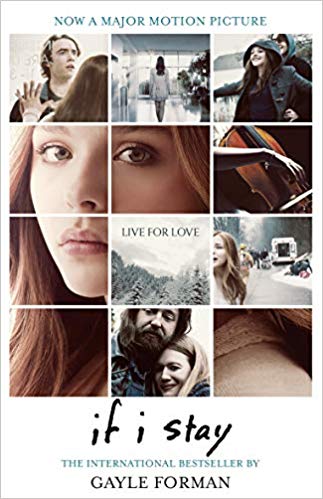 NOW A MAJOR MOTION PICTURE
LIVE FOR LOVE
if i stay
THE INTERNATIONAL BESTSELLER BY
GAYLE FORMAN